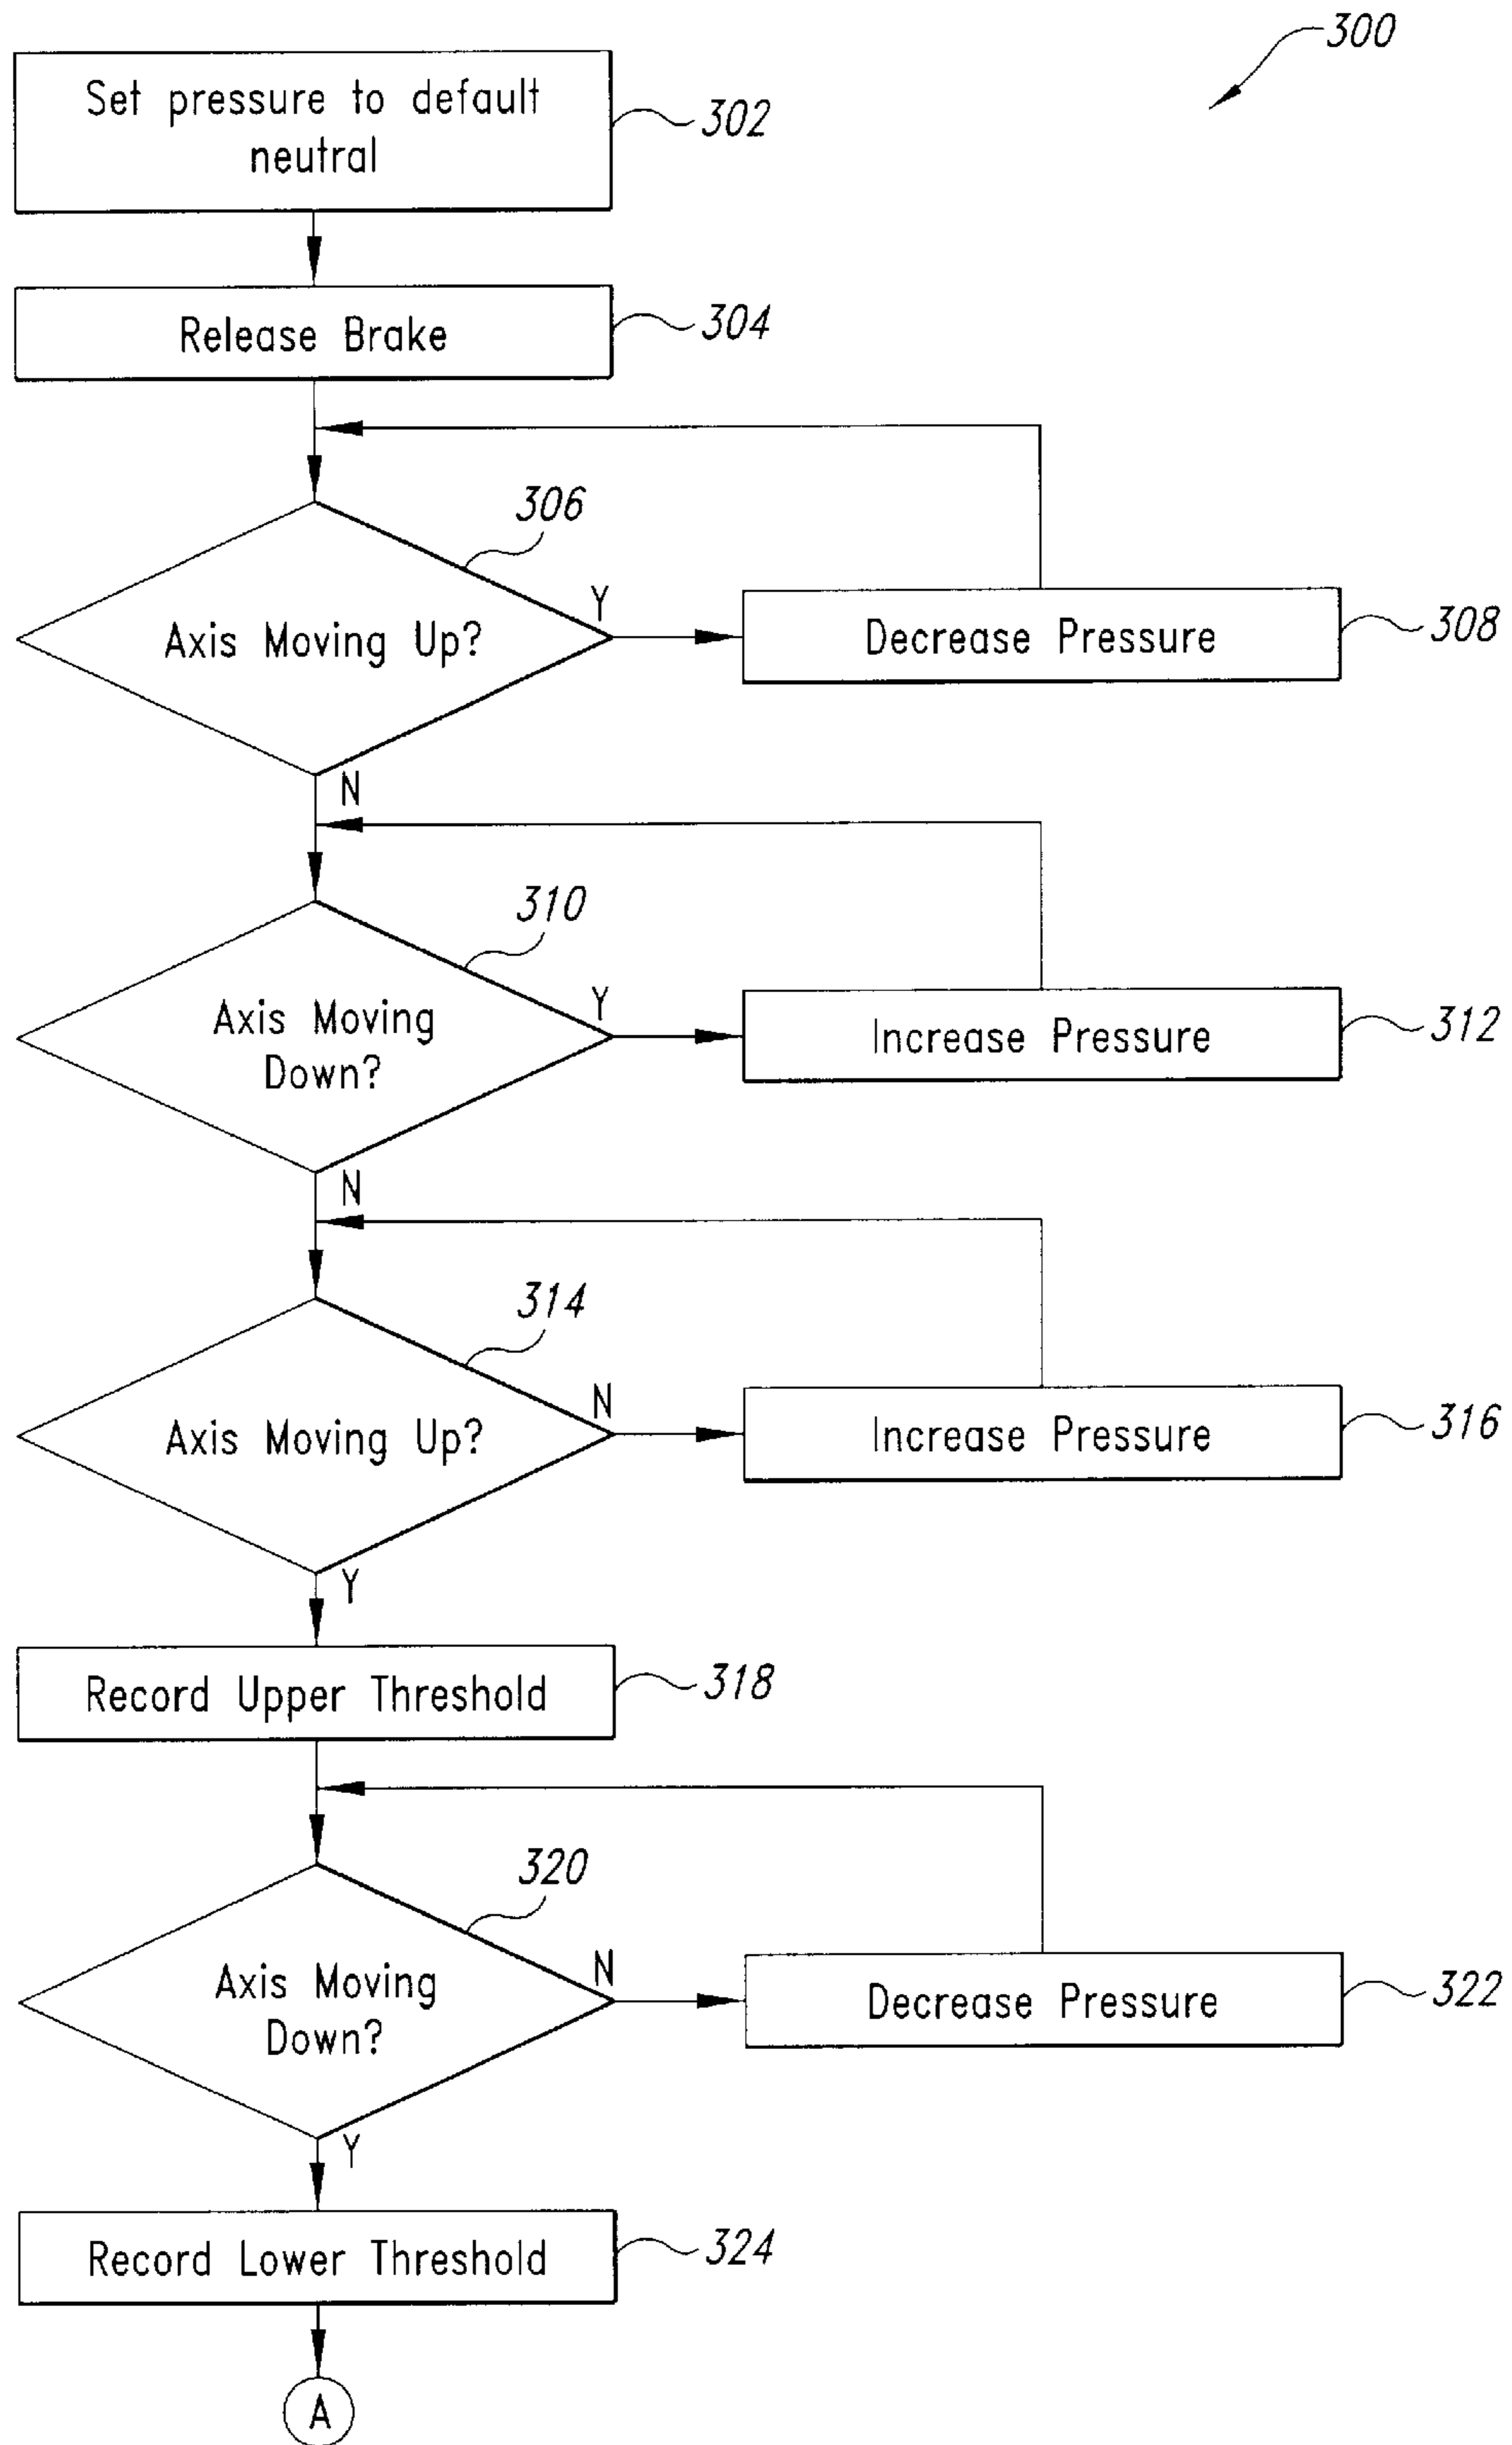 300
Set pressure to default
neutral
302
Release Brake
304
306
Axis Moving Up?
Y
Decrease Pressure
308
N
310
Axis Moving
Down?
Y
Increase Pressure
312
N
314
Axis Moving Up?
N
Increase Pressure
316
Y
Record Upper Threshold
318
320
Axis Moving
Down?
N
Decrease Pressure
322
Y
Record Lower Threshold
324
A